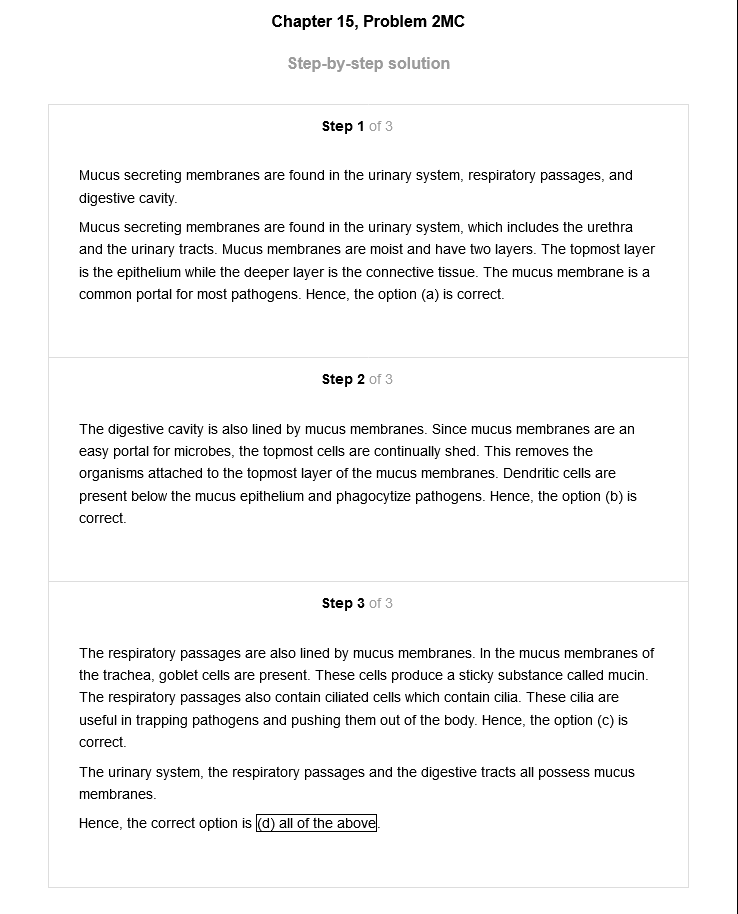 Chapter 15, Problem 2MC
Step-by-step solution
Step 1 of 3
Mucus secreting membranes are found in the urinary system, respiratory passages, and
digestive cavity.
Mucus secreting membranes are found in the urinary system, which includes the urethra
and the urinary tracts. Mucus membranes are moist and have two layers. The topmost layer
is the epithelium while the deeper layer is the connective tissue. The mucus membrane is a
common portal for most pathogens. Hence, the option (a) is correct.
Step 2 of 3
The digestive cavity is also lined by mucus membranes. Since mucus membranes are an
easy portal for microbes, the topmost cells are continually shed. This removes the
organisms attached to the topmost layer of the mucus membranes. Dendritic cells are
present below the mucus epithelium and phagocytize pathogens. Hence, the option (b) is
correct.
Step 3 of 3
The respiratory passages are also lined by mucus membranes. In the mucus membranes of
the trachea, goblet cells are present. These cells produce a sticky substance called mucin.
The respiratory passages also contain ciliated cells which contain cilia. These cilia are
useful in trapping pathogens and pushing them out of the body. Hence, the option (c) is
correct.
The urinary system, the respiratory passages and the digestive tracts all possess mucus
membranes.
Hence, the correct option is (d) all of the above.